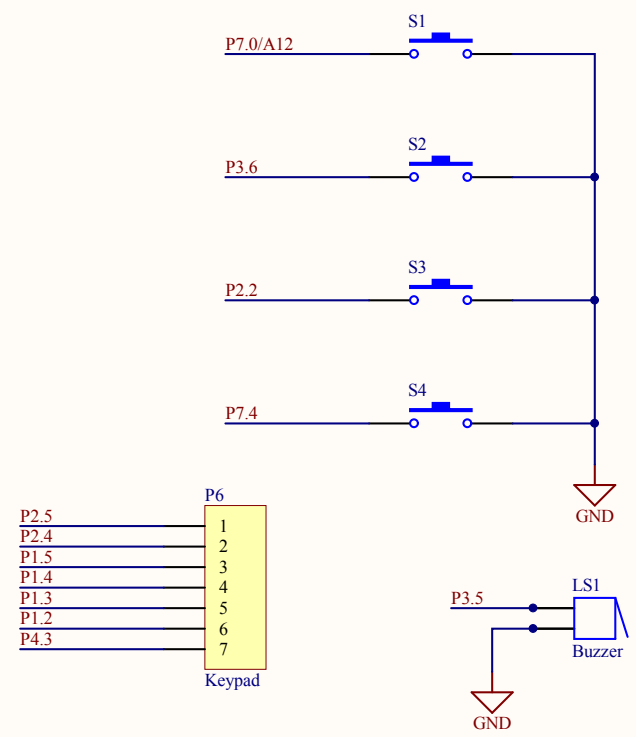 S1
P7.0/A12
S2
P3.6
S3
P2.2
S4
P7.4
GND
P6
P2.5 1
P2.4 2
P1.5 3
P1.4 4
P1.3 5
P1.2 6
P4.3 7
Keypad
LS1
P3.5
Buzzer
GND